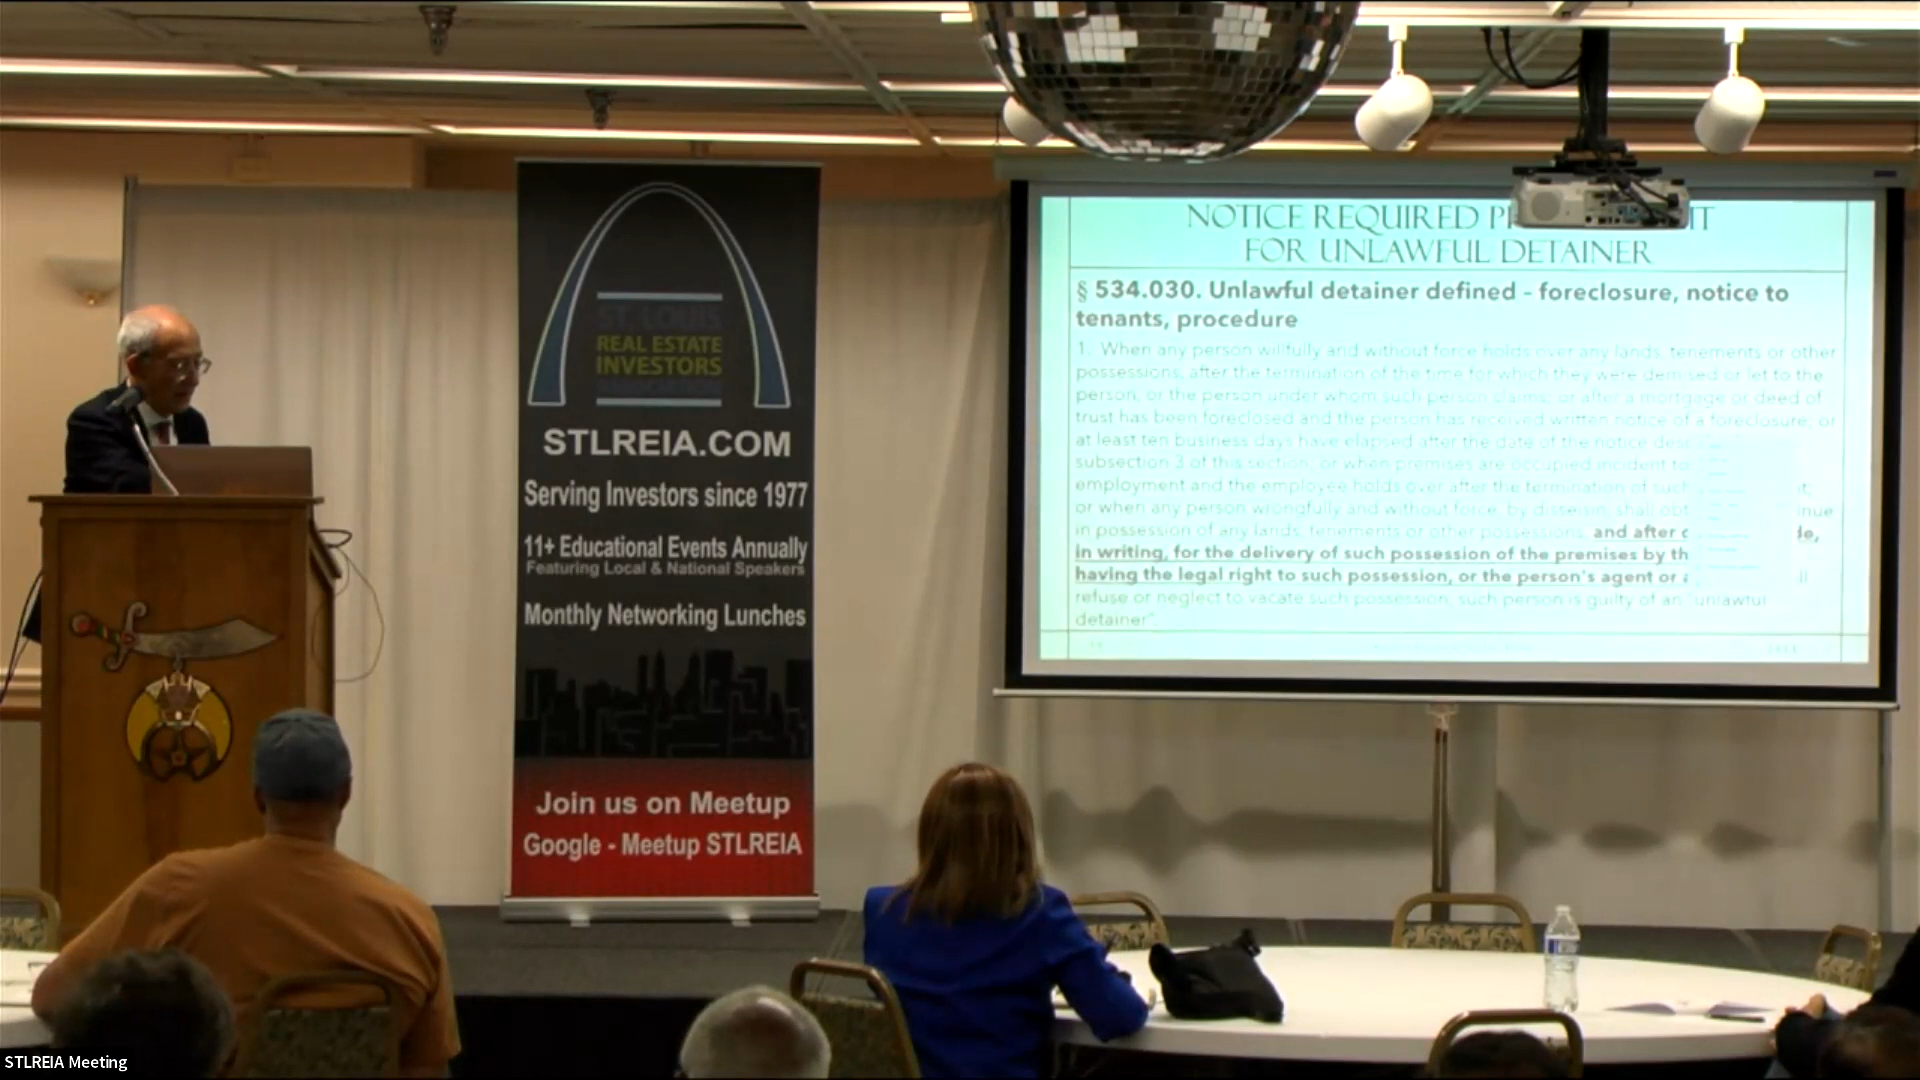 ST. LOUIS
REAL ESTATE
INVESTORS
STLREIA.COM
Serving Investors since 1977
11+ Educational Events Annually
Featuring Local & National Speakers
Monthly Networking Lunches
Join us on Meetup
Google - Meetup STLREIA
NOTICE REQUIRED
FOR UNLAWFUL DETAINER
§ 534.030. Unlawful detainer defined - foreclosure, notice to
tenants, procedure
1. When any person willfully and without force holds over any lands, tenements or other
possessions, after the termination of the time for which they were demised or let to the
person, or the person under whom such person claims; or after a mortgage or deed of
trust has been foreclosed and the person has received written notice of a foreclosure; or
at least ten business days have elapsed after the date of the notice
subsection 3 of this section; or when premises are occupied incident to
employment and the employee holds over after the termination of such
or when any person wrongfully and without force, by disseisin, shall
in possession of any lands, tenements or other possessions, and after
in writing, for the delivery of such possession of the premises by
having the legal right to such possession, or the person's agent or
refuse or neglect to vacate such possession, such person is guilty of an "unlawful
detainer".
STLREIA Meeting